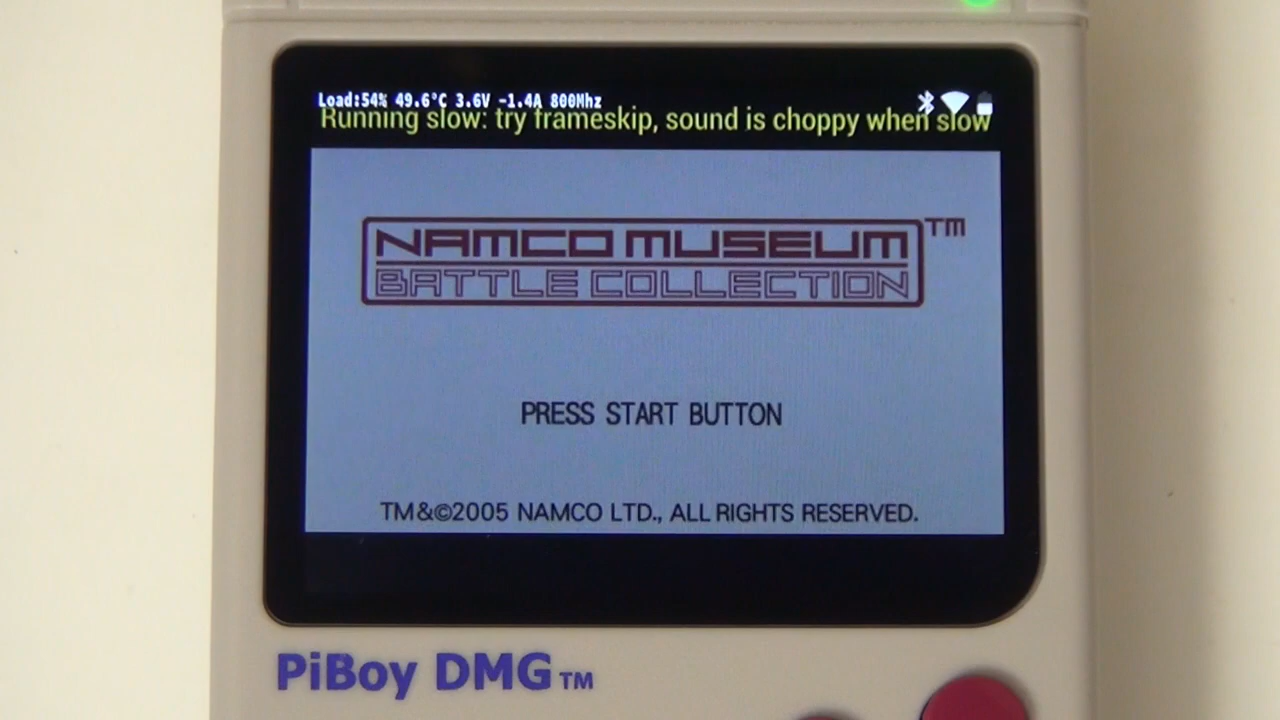 Load:54% 49.6°C 3.6V -1.4A 800Mhz
Running slow: try frameskip, sound is choppy when slow
NAMCO MUSEUM TM
BATTLE COLLECTION
PRESS START BUTTON
TM&©2005 NAMCO LTD., ALL RIGHTS RESERVED.
PiBoy DMG TM